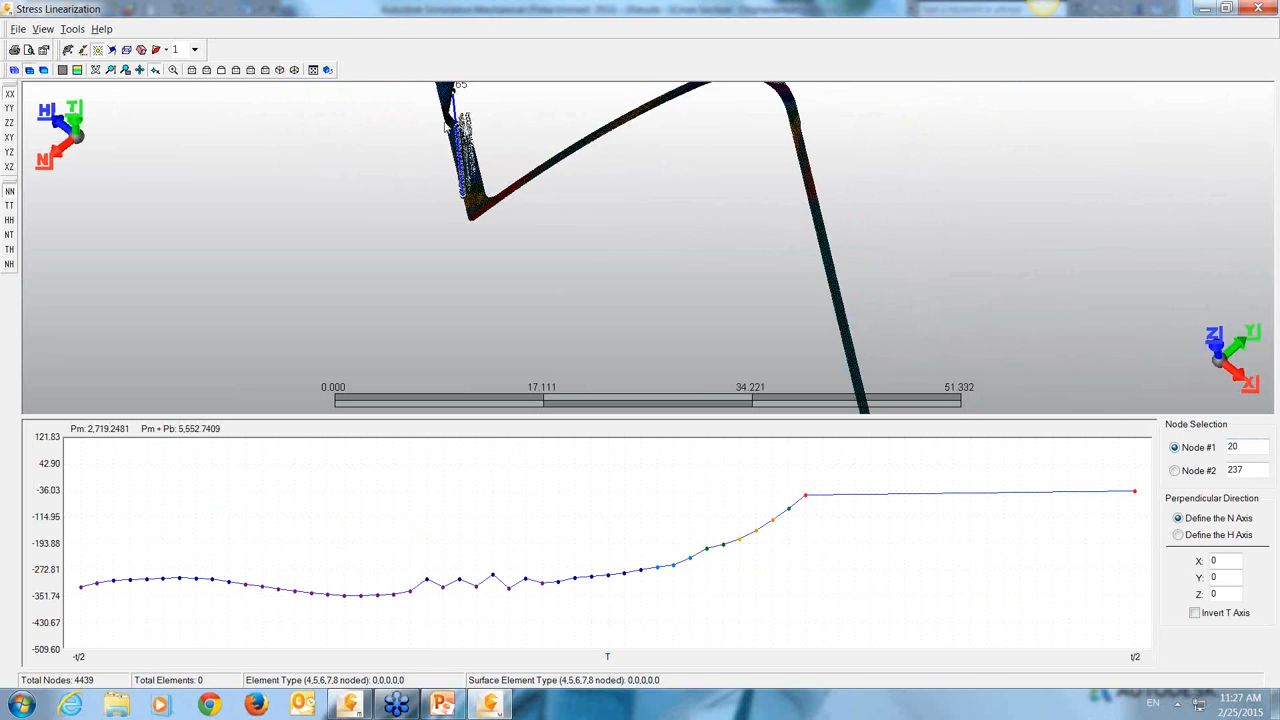 Stress Linearization
File View Tools Help
1
XX
YY
ZZ
XY
YZ
XZ
NN
TT
HH
NT
TH
NH
H
T
N
65
Z
Y
X
0.000 17.111 34.221 51.332
Pm: 2,719.2481 Pm + Pb: 5,552.7409
121.83
42.90
-36.03
-114.95
-193.88
-272.81
-351.74
-430.67
-509.60
-t/2 T t/2
Node Selection
Node #1 20
Node #2 237
Perpendicular Direction
Define the N Axis
Define the H Axis
X: 0
Y: 0
Z: 0
Invert T Axis
Total Nodes: 4439 Total Elements: 0 Element Type (4,5,6,7,8 noded): 0,0,0,0,0 Surface Element Type (4,5,6,7,8 noded): 0,0,0,0,0
EN 11:27 AM
2/25/2015